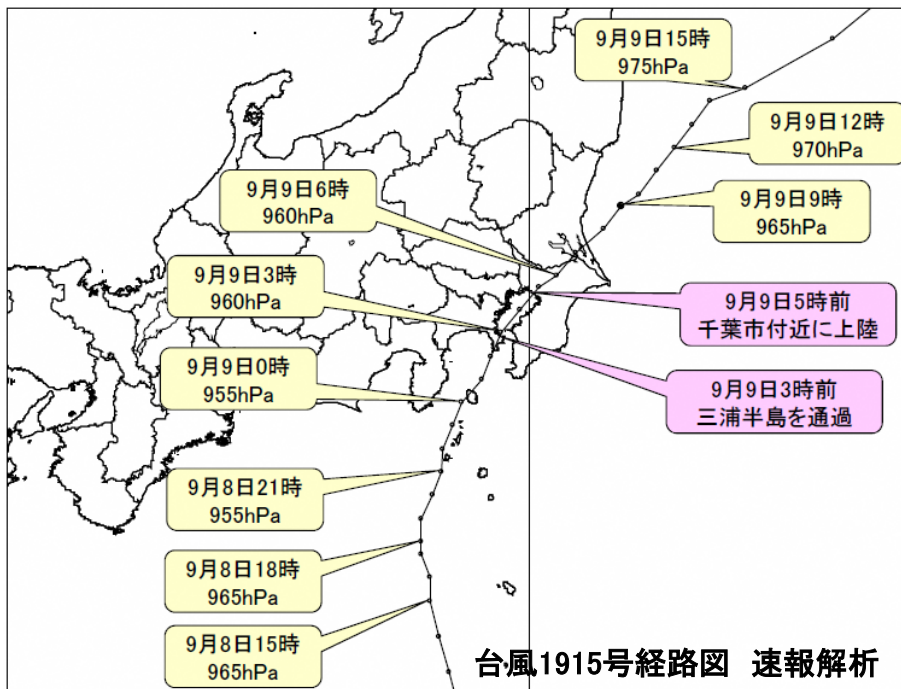 9月9日15時
975hPa
9月9日12時
970hPa
9月9日6時
960hPa
9月9日9時
965hPa
9月9日3時
960hPa
9月9日5時前
千葉市付近に上陸
9月9日0時
955hPa
9月9日3時前
三浦半島を通過
9月8日21時
955hPa
9月8日18時
965hPa
9月8日15時
965hPa
台風1915号経路図 速報解析